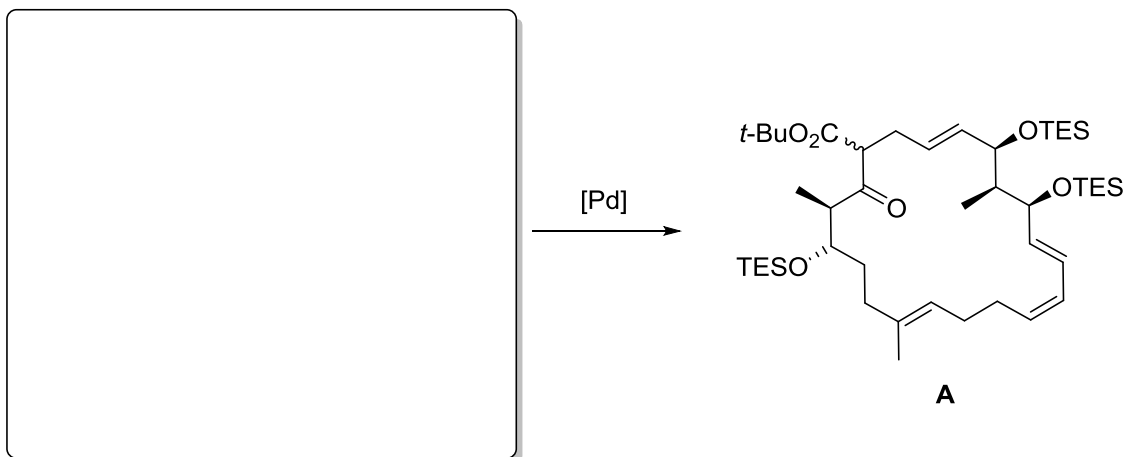 t-BuO2C
OTES
OTES
O
[Pd]
TESO
A